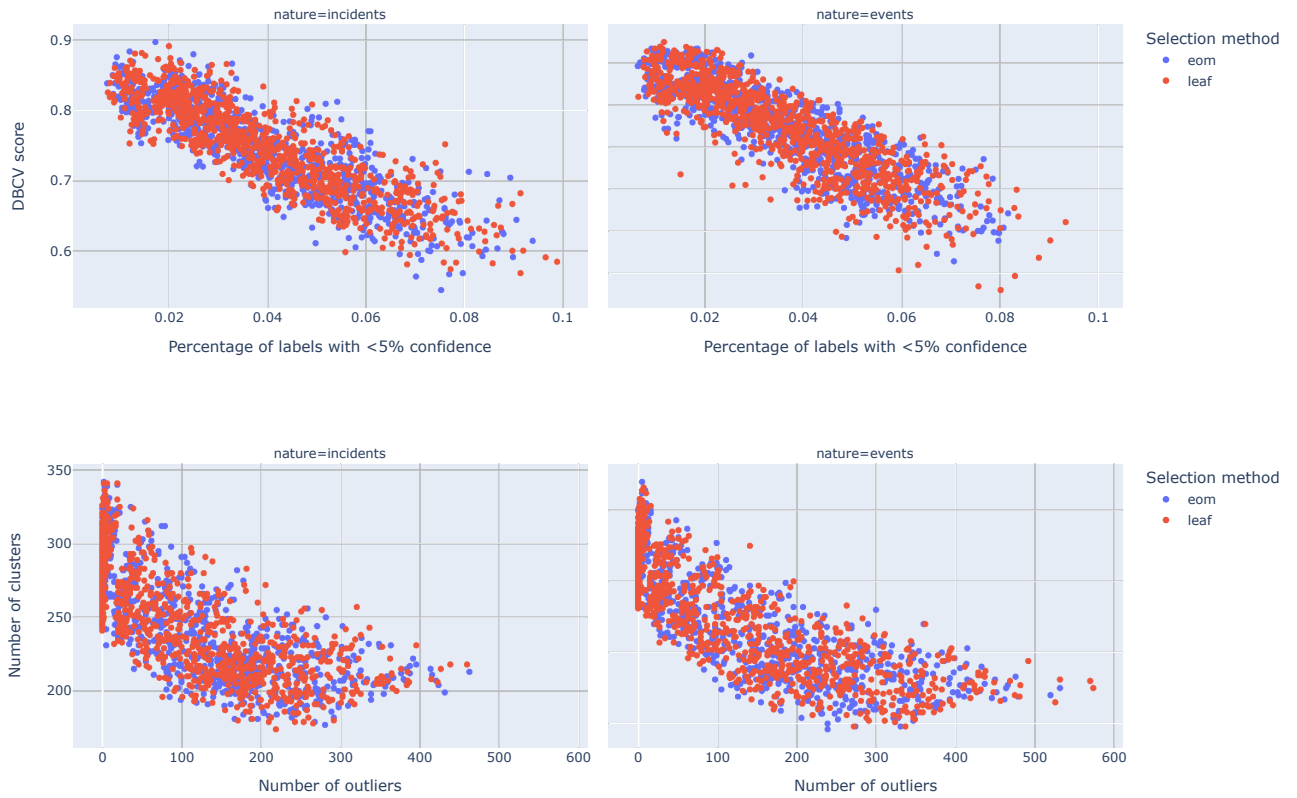 nature=incidents
nature=events
Selection method
eom
leaf
0.9
0.8
0.7
0.6
DBCV score
0.02
0.04
0.06
0.08
0.1
0.02
0.04
0.06
0.08
0.1
Percentage of labels with <5% confidence
Percentage of labels with <5% confidence
nature=incidents
nature=events
Selection method
eom
leaf
350
300
250
200
Number of clusters
0
100
200
300
400
500
600
0
100
200
300
400
500
600
Number of outliers
Number of outliers